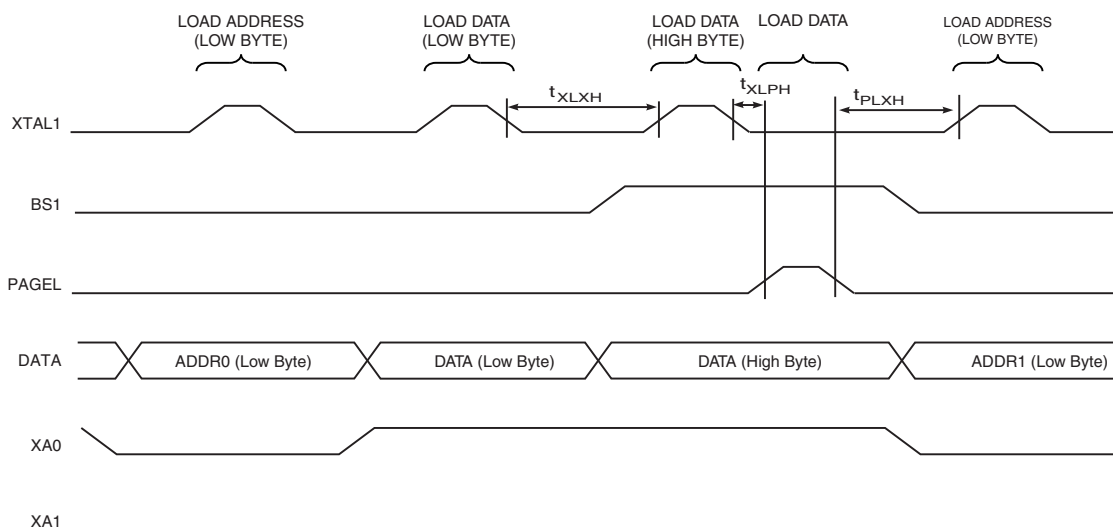 LOAD ADDRESS
(LOW BYTE)
LOAD DATA
(LOW BYTE)
LOAD DATA
(HIGH BYTE)
LOAD DATA
LOAD ADDRESS
(LOW BYTE)
XTAL1
tXLXH
tXLPH
tPLXH
BS1
PAGEL
DATA
ADDR0 (Low Byte)
DATA (Low Byte)
DATA (High Byte)
ADDR1 (Low Byte)
XA0
XA1